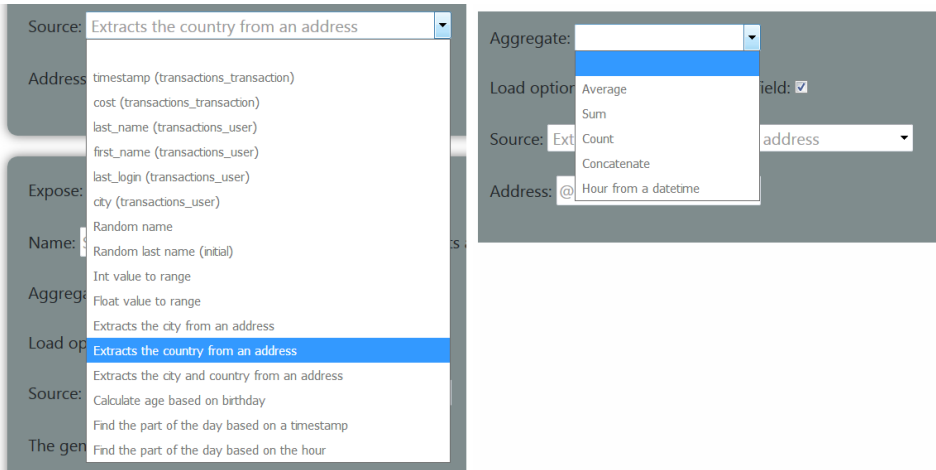 Source: Extracts the country from an address
Address
timestamp (transactions_transaction)
cost (transactions_transaction)
last_name (transactions_user)
first_name (transactions_user)
last_login (transactions_user)
Expose:
city (transactions_user)
Random name
Name:
Random last name (initial)
Int value to range
Aggrega
Float value to range
Extracts the city from an address
Load op
Extracts the country from an address
Extracts the city and country from an address
Source:
Calculate age based on birthday
Find the part of the day based on a timestamp
The gen
Find the part of the day based on the hour
Aggregate:
Load option
ield:
Average
Sum
Source: Ext
address
Count
Concatenate
Address: @
Hour from a datetime